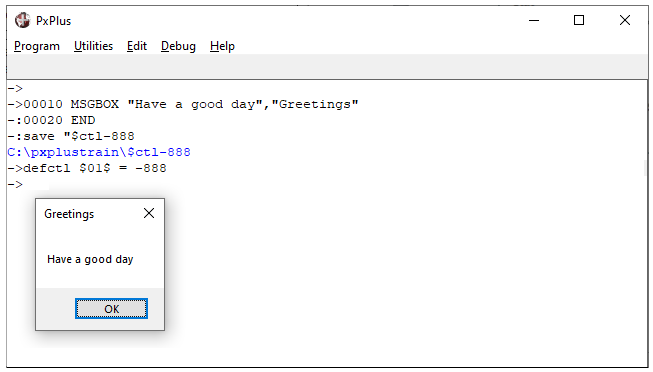 PxPlus
Program Utilities Edit Debug Help
->
->00010 MSGBOX "Have a good day","Greetings"
-:00020 END
-:save "$ctl-888
C:\pxplustrain\$ctl-888
->defctl $01$ = -888
->
Greetings
Have a good day
OK